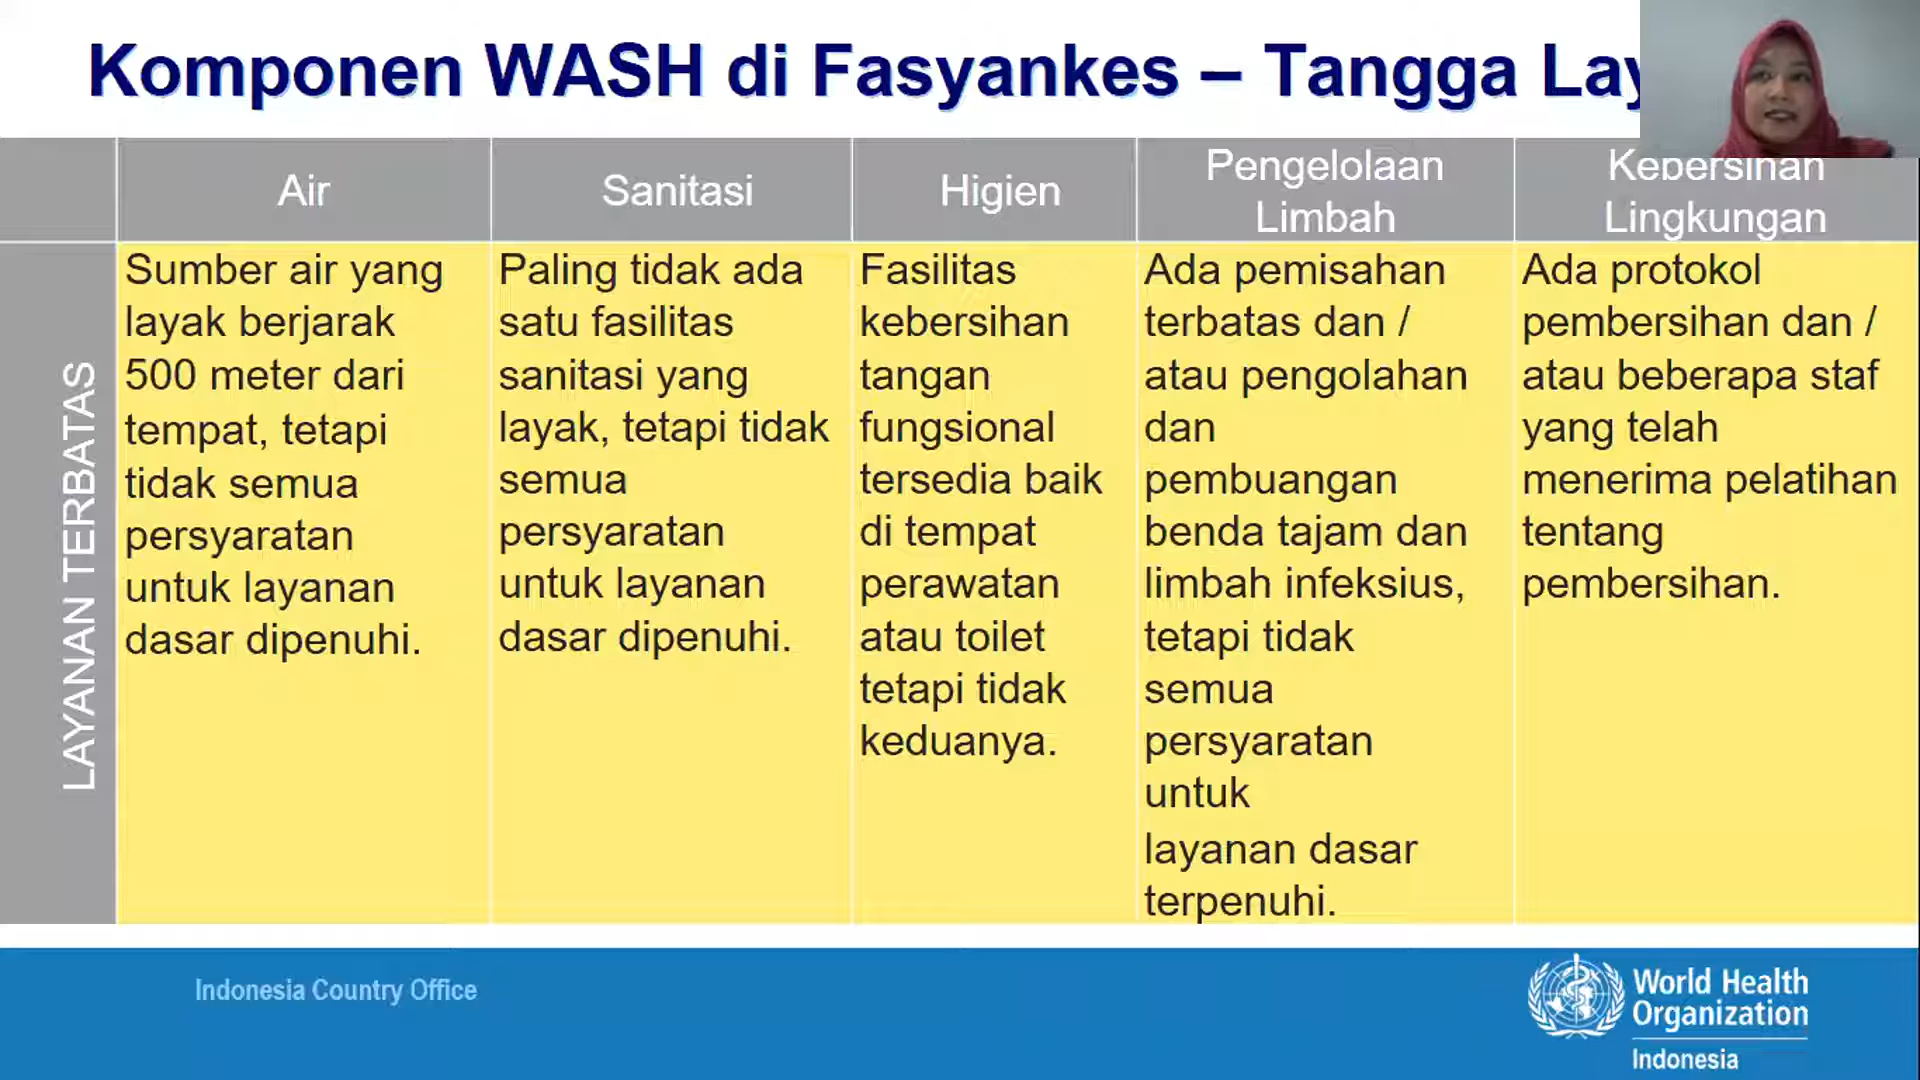 Komponen WASH di Fasyankes – Tangga
Air
Sanitasi
Higien
Pengelolaan
Limbah
Kebersihan
Lingkungan
LAYANAN TERBATAS
Sumber air yang
layak berjarak
500 meter dari
tempat, tetapi
tidak semua
persyaratan
untuk layanan
dasar dipenuhi.
Paling tidak ada
satu fasilitas
sanitasi yang
layak, tetapi tidak
semua
persyaratan
untuk layanan
dasar dipenuhi.
Fasilitas
kebersihan
tangan
fungsional
tersedia baik
di tempat
perawatan
atau toilet
tetapi tidak
keduanya.
Ada pemisahan
terbatas dan /
atau pengolahan
dan
pembuangan
benda tajam dan
limbah infeksius,
tetapi tidak
semua
persyaratan
untuk
layanan dasar
terpenuhi.
Ada protokol
pembersihan dan /
atau beberapa staf
yang telah
menerima pelatihan
tentang
pembersihan.
Indonesia Country Office
World Health
Organization
Indonesia